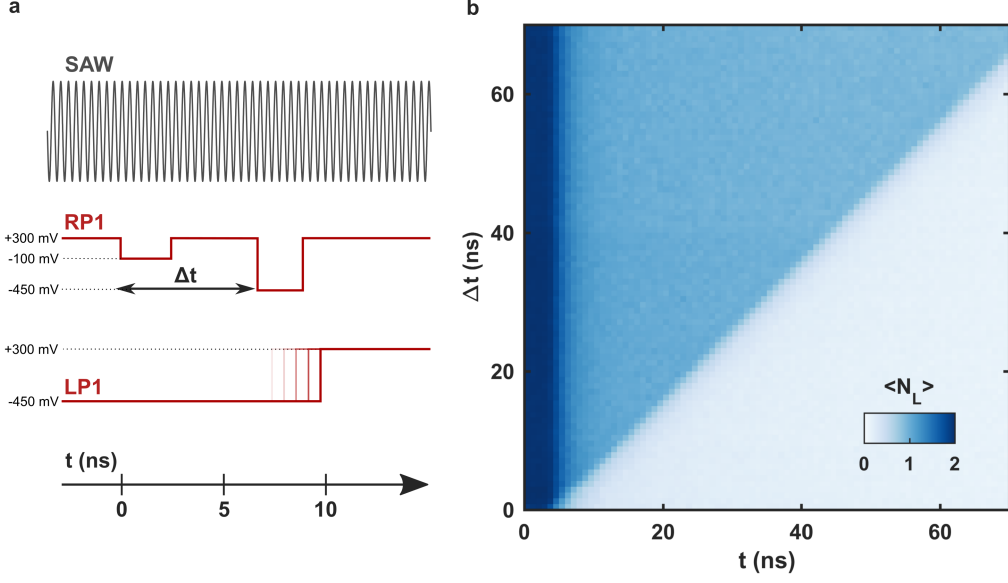 a
SAW
RP1
+300 mV
-100 mV
Δt
-450 mV
+300 mV
LP1
-450 mV
t (ns)
0 5 10
b
Δt (ns)
60
40
20
0
<N_L>
0 1 2
0 20 40 60
t (ns)